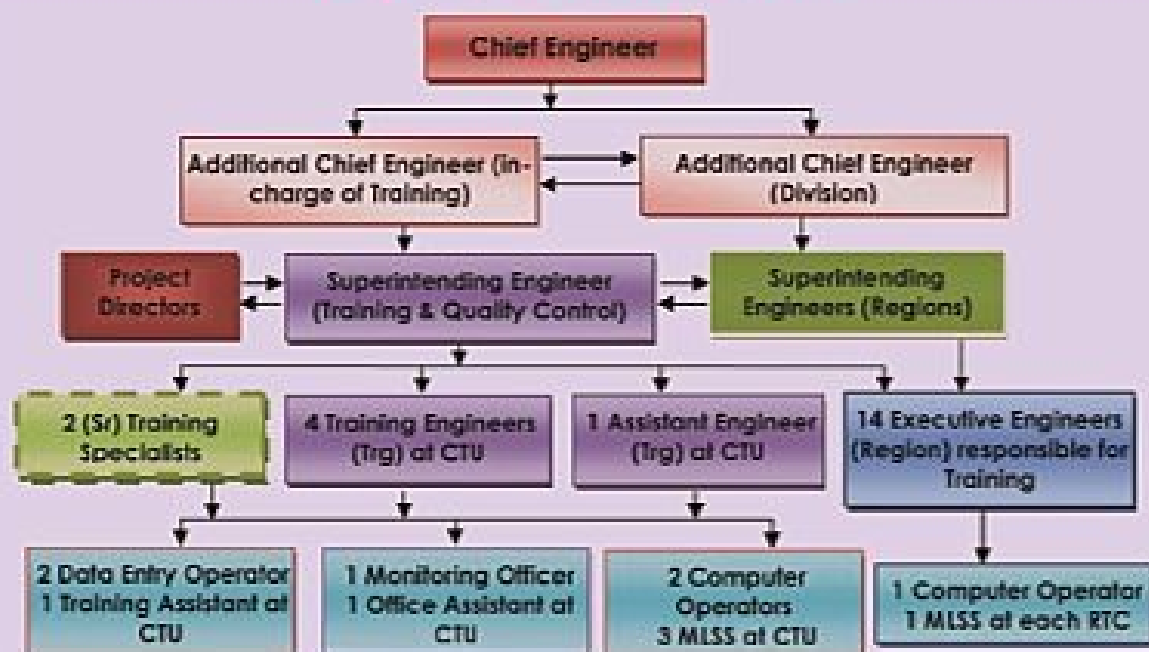 Chief Engineer
Additional Chief Engineer (in-
charge of Training)
Additional Chief Engineer
(Division)
Project
Directors
Superintending Engineer
(Training & Quality Control)
Superintending
Engineers (Regions)
2 (Sr) Training
Specialists
4 Training Engineers
(Trg) at CTU
1 Assistant Engineer
(Trg) at CTU
14 Executive Engineers
(Region) responsible for
Training
2 Data Entry Operator
1 Training Assistant at
CTU
1 Monitoring Officer
1 Office Assistant at
CTU
2 Computer
Operators
3 MLSS at CTU
1 Computer Operator
1 MLSS at each RTC